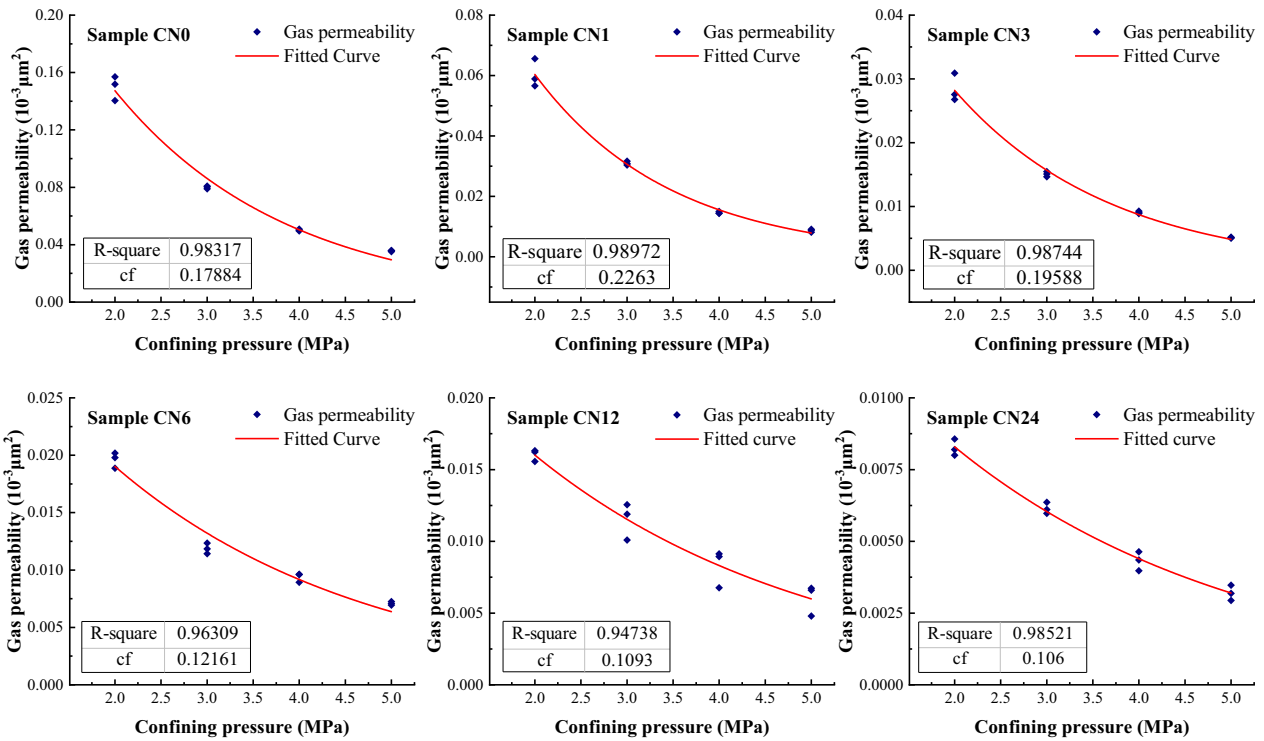 Sample CN0
Gas permeability
Fitted Curve
Gas permeability (10⁻³μm²)
0.20
0.16
0.12
0.08
0.04
0.00
R-square 0.98317
cf 0.17884
2.0 2.5 3.0 3.5 4.0 4.5 5.0
Confining pressure (MPa)
Sample CN1
Gas permeability
Fitted Curve
Gas permeability (10⁻³μm²)
0.08
0.06
0.04
0.02
0.00
R-square 0.98972
cf 0.2263
2.0 2.5 3.0 3.5 4.0 4.5 5.0
Confining pressure (MPa)
Sample CN3
Gas permeability
Fitted Curve
Gas permeability (10⁻³μm²)
0.04
0.03
0.02
0.01
0.00
R-square 0.98744
cf 0.19588
2.0 2.5 3.0 3.5 4.0 4.5 5.0
Confining pressure (MPa)
Sample CN6
Gas permeability
Fitted Curve
Gas permeability (10⁻³μm²)
0.025
0.020
0.015
0.010
0.005
0.000
R-square 0.96309
cf 0.12161
2.0 2.5 3.0 3.5 4.0 4.5 5.0
Confining pressure (MPa)
Sample CN12
Gas permeability
Fitted curve
Gas permeability (10⁻³μm²)
0.020
0.015
0.010
0.005
0.000
R-square 0.94738
cf 0.1093
2.0 2.5 3.0 3.5 4.0 4.5 5.0
Confining pressure (MPa)
Sample CN24
Gas permeability
Fitted curve
Gas permeability (10⁻³μm²)
0.0100
0.0075
0.0050
0.0025
0.0000
R-square 0.98521
cf 0.106
2.0 2.5 3.0 3.5 4.0 4.5 5.0
Confining pressure (MPa)